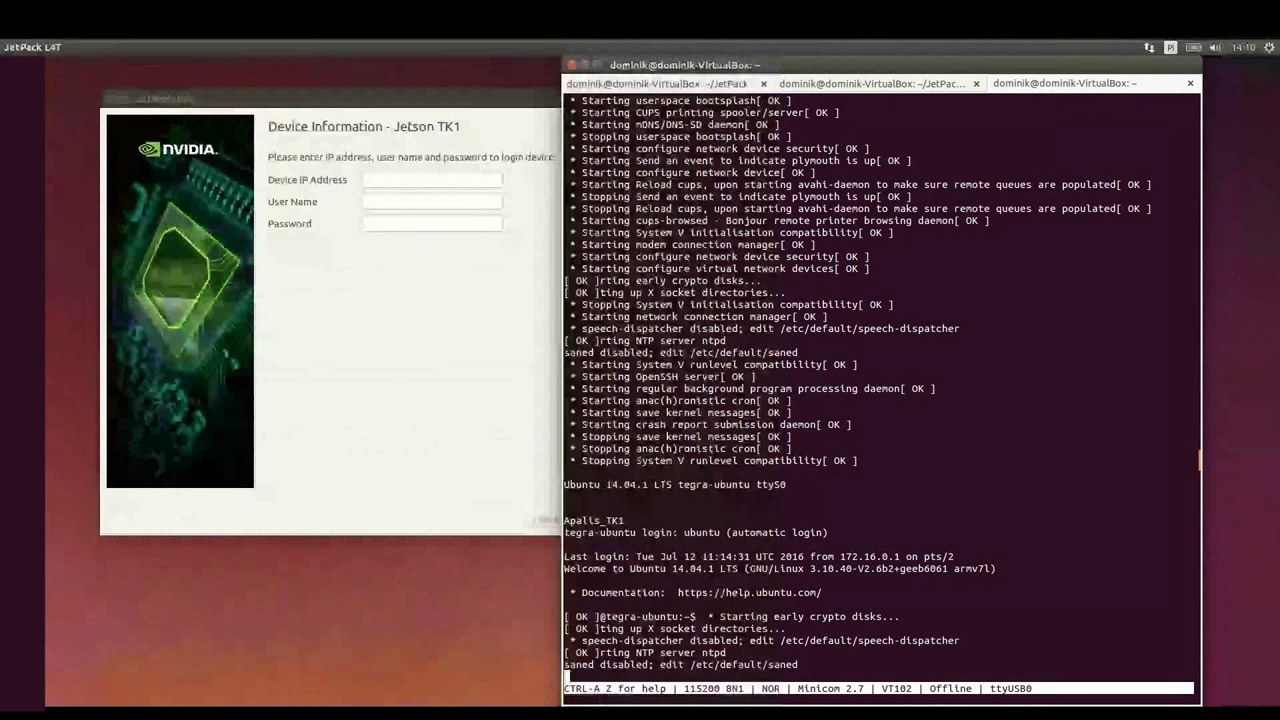 JetPack L4T
Pl
14:10
NVIDIA.
Device Information - Jetson TK1
Please enter IP address, user name and password to login device:
Device IP Address
User Name
Password
dominik@dominik-VirtualBox: ~
dominik@dominik-VirtualBox: ~/JetPack
dominik@dominik-VirtualBox: ~/JetPac...
dominik@dominik-VirtualBox: ~
* Starting userspace bootsplash[ OK ]
* Starting CUPS printing spooler/server[ OK ]
* Starting mDNS/DNS-SD daemon[ OK ]
* Stopping userspace bootsplash[ OK ]
* Starting configure network device security[ OK ]
* Starting Send an event to indicate plymouth is up[ OK ]
* Starting configure network device[ OK ]
* Starting Reload cups, upon starting avahi-daemon to make sure remote queues are populated[ OK ]
* Stopping Send an event to indicate plymouth is up[ OK ]
* Stopping Reload cups, upon starting avahi-daemon to make sure remote queues are populated[ OK ]
* Starting cups-browsed - Bonjour remote printer browsing daemon[ OK ]
* Starting System V initialisation compatibility[ OK ]
* Starting modem connection manager[ OK ]
* Starting configure network device security[ OK ]
* Starting configure virtual network devices[ OK ]
[ OK ]rting early crypto disks...
[ OK ]ting up X socket directories...
* Stopping System V initialisation compatibility[ OK ]
* Starting network connection manager[ OK ]
* speech-dispatcher disabled; edit /etc/default/speech-dispatcher
[ OK ]rting NTP server ntpd
saned disabled; edit /etc/default/saned
* Starting System V runlevel compatibility[ OK ]
* Starting OpenSSH server[ OK ]
* Starting regular background program processing daemon[ OK ]
* Starting anac(h)ronistic cron[ OK ]
* Starting save kernel messages[ OK ]
* Starting crash report submission daemon[ OK ]
* Stopping save kernel messages[ OK ]
* Stopping anac(h)ronistic cron[ OK ]
* Stopping System V runlevel compatibility[ OK ]
Ubuntu 14.04.1 LTS tegra-ubuntu ttyS0
Apalis_TK1
tegra-ubuntu login: ubuntu (automatic login)
Last login: Tue Jul 12 11:14:31 UTC 2016 from 172.16.0.1 on pts/2
Welcome to Ubuntu 14.04.1 LTS (GNU/Linux 3.10.40-V2.6b2+geeb6061 armv7l)
* Documentation:  https://help.ubuntu.com/
[ OK ]@tegra-ubuntu:~$  * Starting early crypto disks...
[ OK ]ting up X socket directories...
* speech-dispatcher disabled; edit /etc/default/speech-dispatcher
[ OK ]rting NTP server ntpd
saned disabled; edit /etc/default/saned
CTRL-A Z for help | 115200 8N1 | NOR | Minicom 2.7 | VT102 | Offline | ttyUSB0